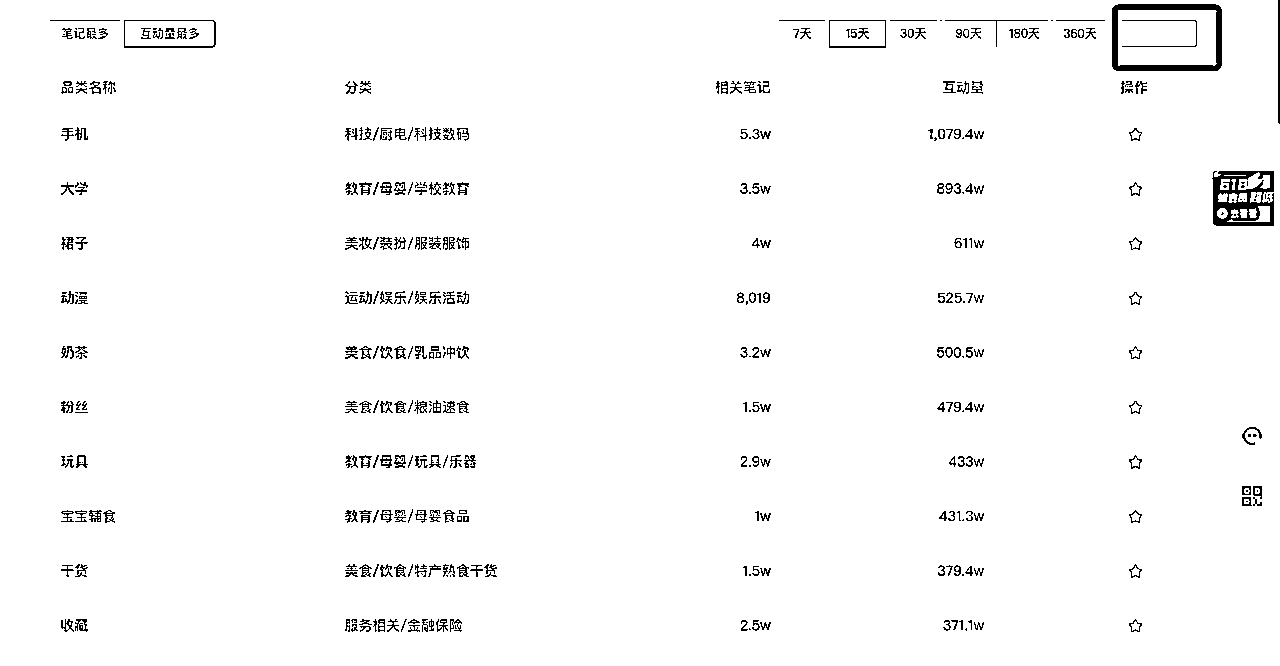 笔记最多 互动量最多 7天 15天 30天 90天 180天 360天
品类名称 分类 相关笔记 互动量 操作
手机 科技/厨电/科技数码 5.3w 1,079.4w
大学 教育/母婴/学校教育 3.5w 893.4w
裙子 美妆/装扮/服装服饰 4w 611w
动漫 运动/娱乐/娱乐活动 8,019 525.7w
奶茶 美食/饮食/乳品冲饮 3.2w 500.5w
粉丝 美食/饮食/粮油速食 1.5w 479.4w
玩具 教育/母婴/玩具/乐器 2.9w 433w
宝宝辅食 教育/母婴/母婴食品 1w 431.3w
干货 美食/饮食/特产熟食干货 1.5w 379.4w
收藏 服务相关/金融保险 2.5w 371.1w
618